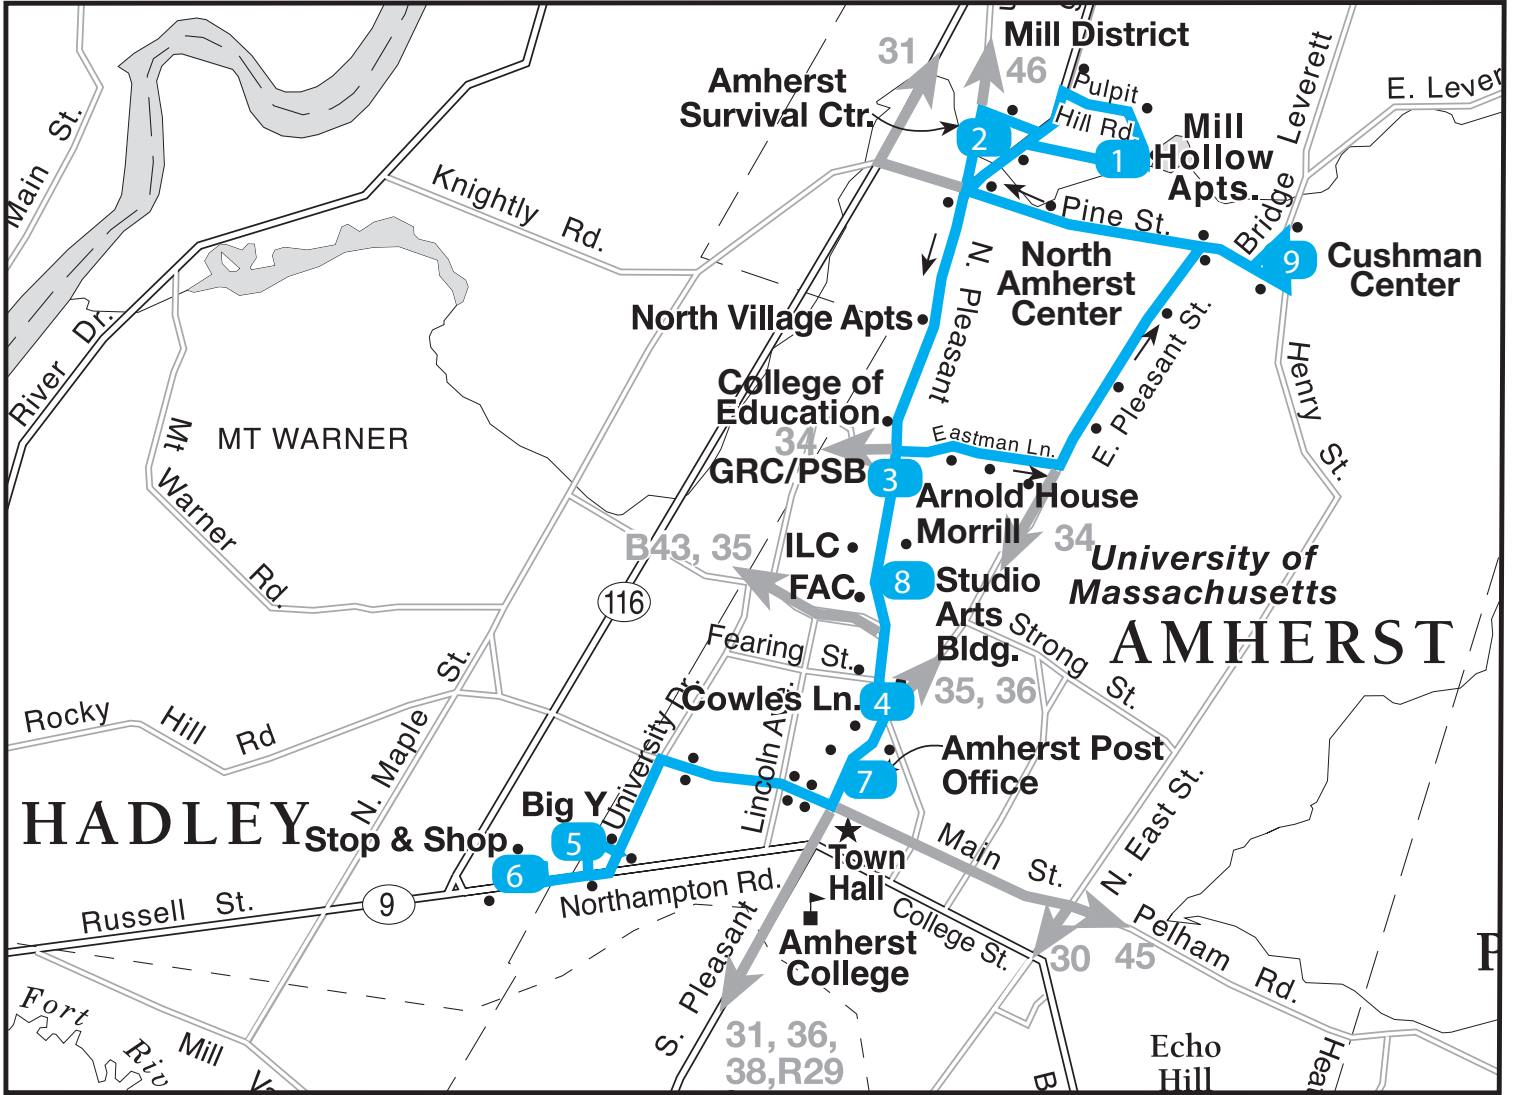 Mill District
31
46
Amherst
Survival Ctr.
Pulpit
Hill Rd.
2
1
Mill
Hollow
Apts.
Bridge
Leverett
E. Lever
Main St.
Knightly Rd.
Pine St.
9
Cushman
Center
North
Amherst
Center
N. Pleasant
North Village Apts
E. Pleasant St.
Henry St.
River Dr.
College of
Education
34
Eastman Ln.
GRC/PSB
3
Arnold House
Morrill
Mt
Warner
Rd.
MT WARNER
B43, 35
ILC
34
University of
Massachusetts
FAC
8
Studio
Arts
Bldg.
116
AMHERST
Fearing St.
Strong St.
35, 36
Cowles Ln.
4
Rocky Hill Rd
N. Maple St.
University Dr.
Lincoln
Amherst Post
Office
7
HADLEY
Big Y
Stop & Shop
5
6
Town
Hall
Main St.
N. East St.
Russell St.
9
Northampton Rd.
College St.
Amherst
College
S. Pleasant
30
45
Pelham Rd.
Fort
Riv
Mill
31, 36,
38,R29
Echo
Hill
Hea
B